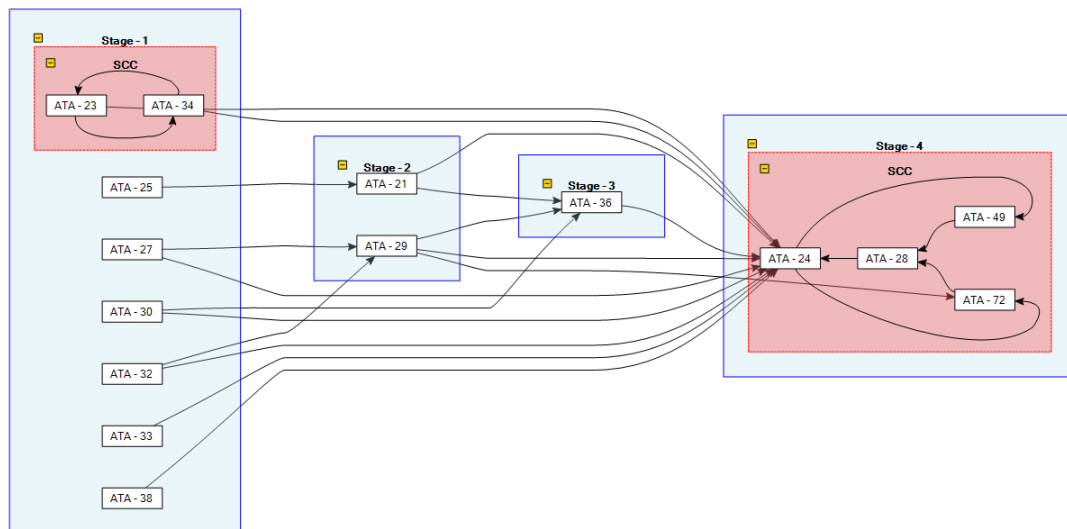 Stage - 1
SCC
ATA - 23
ATA - 34
ATA - 25
ATA - 27
ATA - 30
ATA - 32
ATA - 33
ATA - 38
Stage - 2
ATA - 21
ATA - 29
Stage - 3
ATA - 36
Stage - 4
SCC
ATA - 49
ATA - 24
ATA - 28
ATA - 72